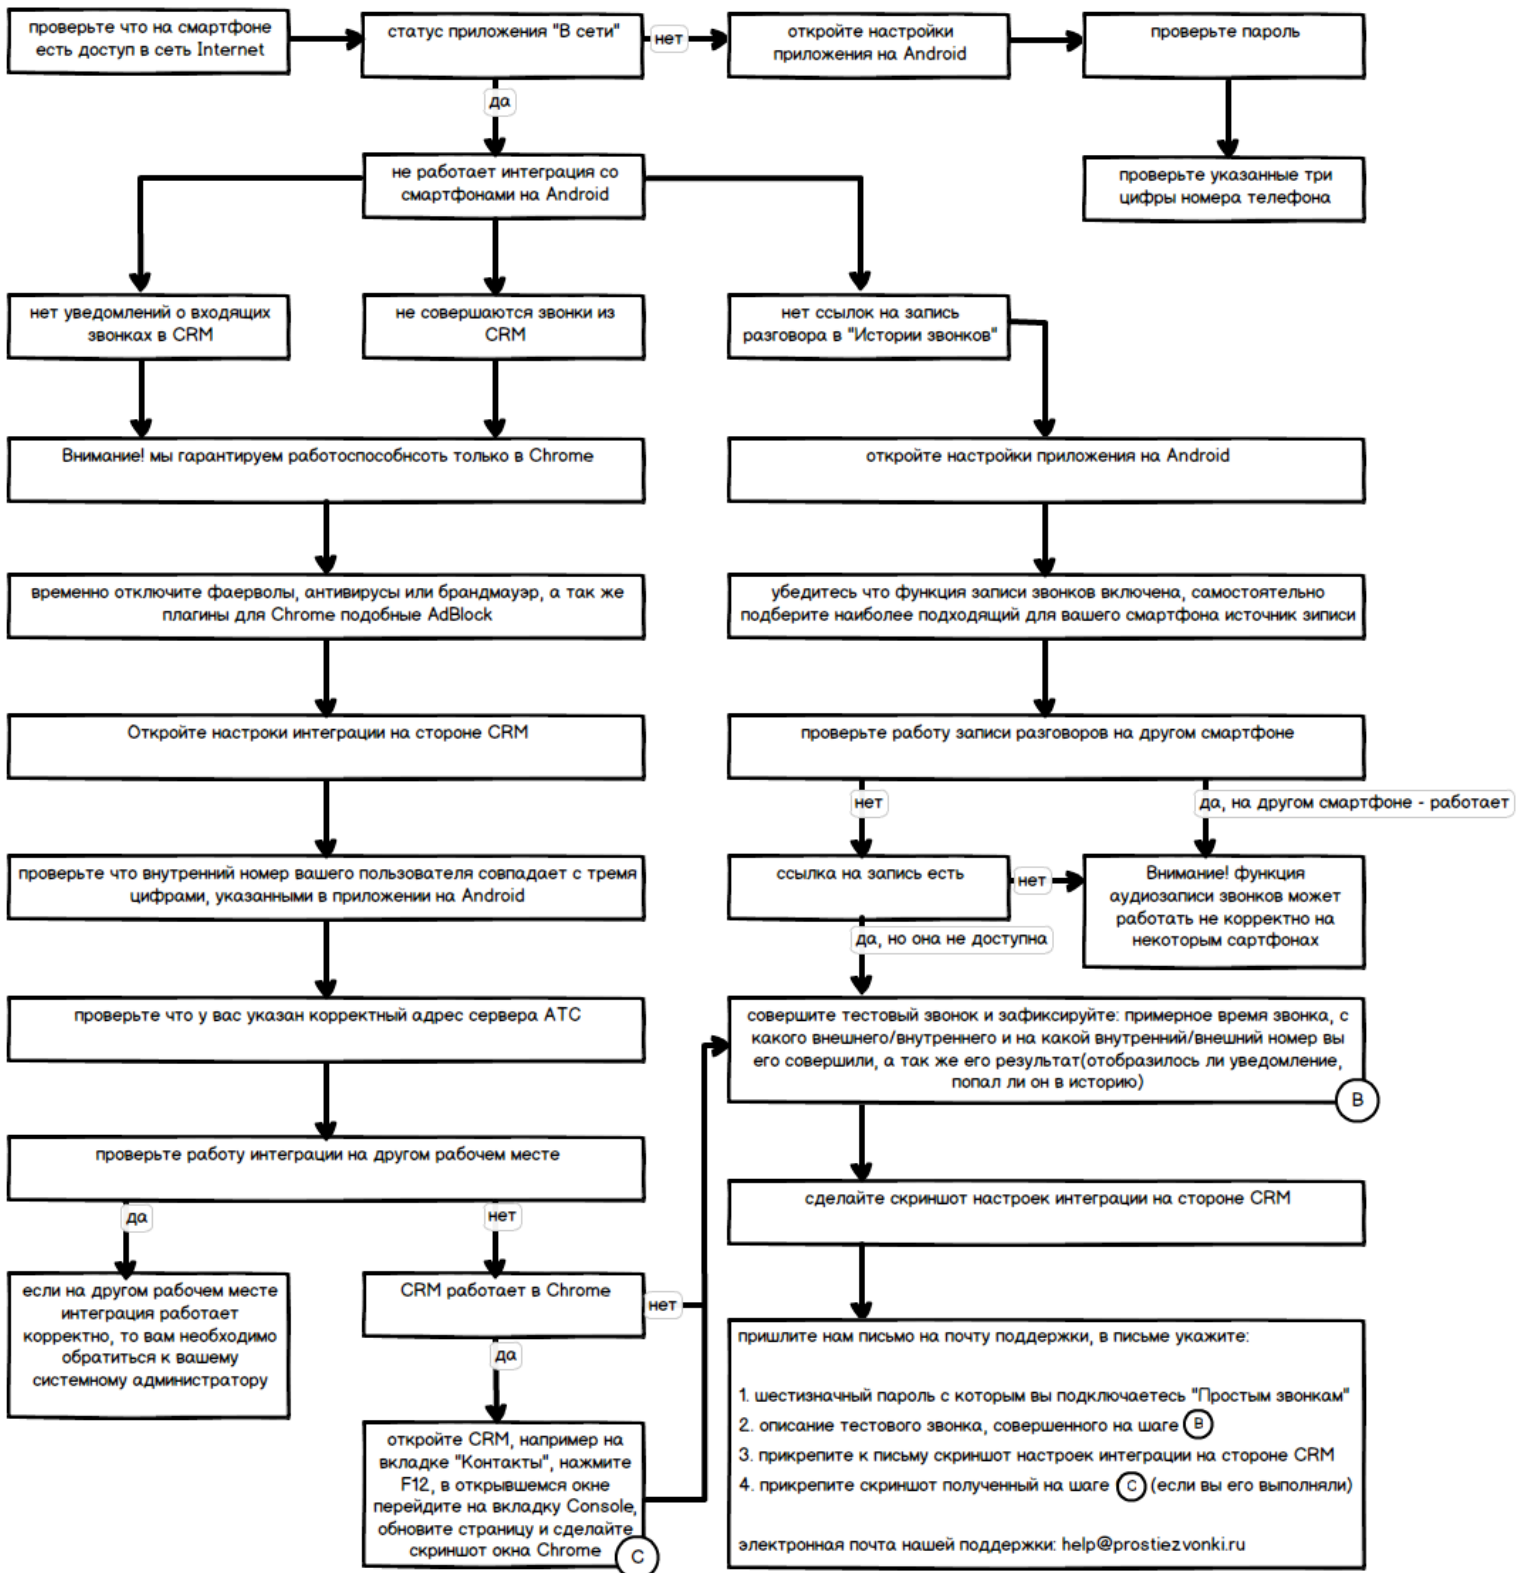 проверьте что на смартфоне
есть доступ в сеть Internet
статус приложения "В сети"
нет
откройте настройки
приложения на Android
проверьте пароль
да
проверьте указанные три
цифры номера телефона
не работает интеграция со
смартфонами на Android
нет уведомлений о входящих
звонках в CRM
не совершаются звонки из
CRM
нет ссылок на запись
разговора в "Истории звонков"
Внимание! мы гарантируем работоспособнсоть только в Chrome
откройте настройки приложения на Android
временно отключите фаерволы, антивирусы или брандмауэр, а так же
плагины для Chrome подобные AdBlock
убедитесь что функция записи звонков включена, самостоятельно
подберите наиболее подходящий для вашего смартфона источник зиписи
Откройте настроки интеграции на стороне CRM
проверьте работу записи разговоров на другом смартфоне
нет
да, на другом смартфоне - работает
проверьте что внутренний номер вашего пользователя совпадает с тремя
цифрами, указанными в приложении на Android
ссылка на запись есть
нет
Внимание! функция
аудиозаписи звонков может
работать не корректно на
некоторым сартфонах
да, но она не доступна
проверьте что у вас указан корректный адрес сервера АТС
совершите тестовый звонок и зафиксируйте: примерное время звонка, с
какого внешнего/внутреннего и на какой внутренний/внешний номер вы
его совершили, а так же его результат(отобразилось ли уведомление,
попал ли он в историю)
B
проверьте работу интеграции на другом рабочем месте
сделайте скриншот настроек интеграции на стороне CRM
да
нет
если на другом рабочем месте
интеграция работает
корректно, то вам необходимо
обратиться к вашему
системному администратору
CRM работает в Chrome
нет
да
откройте CRM, например на
вкладке "Контакты", нажмите
F12, в открывшемся окне
перейдите на вкладку Console,
обновите страницу и сделайте
скриншот окна Chrome
C
пришлите нам письмо на почту поддержки, в письме укажите:
1. шестизначный пароль с которым вы подключаетесь "Простым звонкам"
2. описание тестового звонка, совершенного на шаге B
3. прикрепите к письму скриншот настроек интеграции на стороне CRM
4. прикрепите скриншот полученный на шаге C (если вы его выполняли)
электронная почта нашей поддержки: help@prostiezvonki.ru